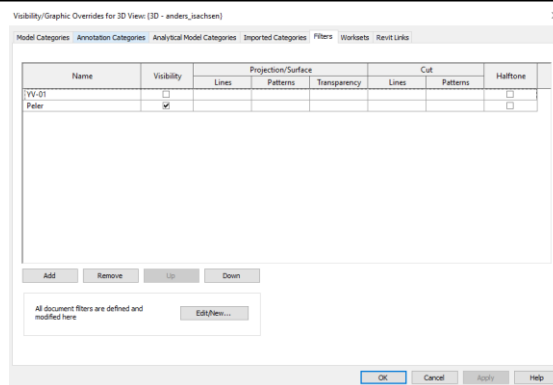 Visibility/Graphic Overrides for 3D View: {3D - anders_isachsen}
Model Categories Annotation Categories Analytical Model Categories Imported Categories Filters Worksets Revit Links
Name Visibility Projection/Surface Cut Halftone
Lines Patterns Transparency Lines Patterns
YV-01
Peler
Add Remove Up Down
All document filters are defined and
modified here
Edit/New...
OK Cancel Apply Help